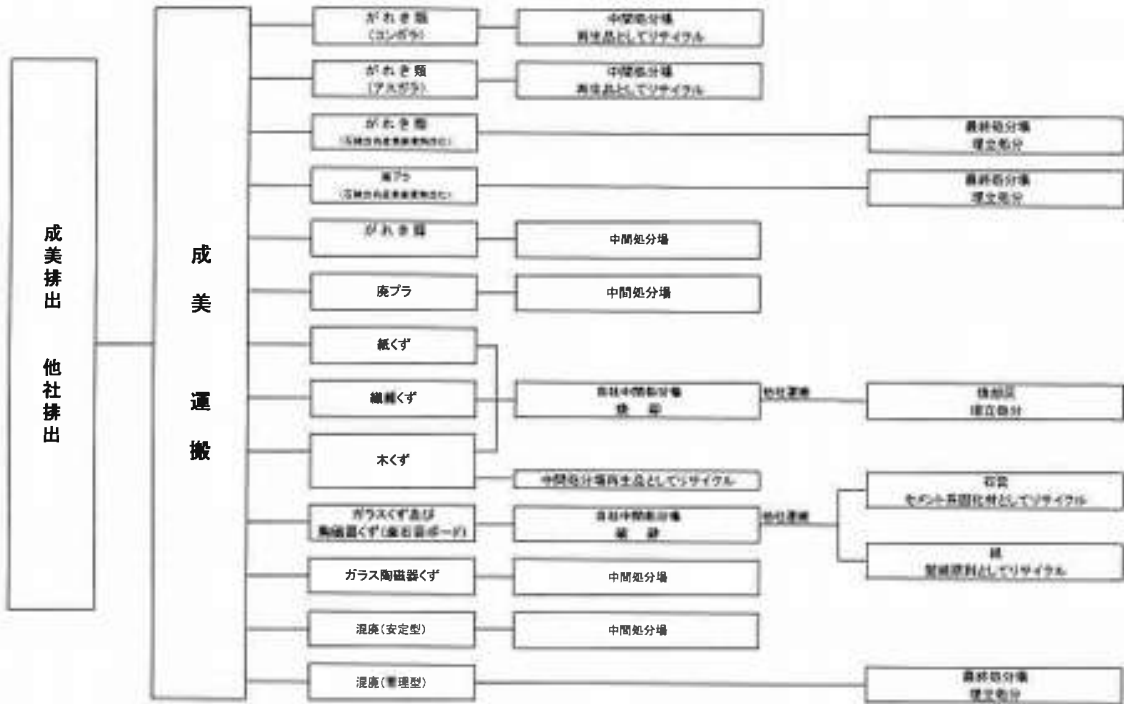 成美排出 他社排出
成美 運搬
がれき類
(コンガラ)
中間処分場
再生品としてリサイクル
がれき類
(アスガラ)
中間処分場
再生品としてリサイクル
がれき類
最終処分場
埋立処分
廃プラ
最終処分場
埋立処分
がれき類
中間処分場
廃プラ
中間処分場
紙くず
繊維くず
自社中間処分場
焼却
他社運搬
焼却灰
埋立処分
木くず
中間処分場再生品としてリサイクル
ガラスくず及び
陶磁器くず(廃石膏ボード)
自社中間処分場
破砕
他社運搬
石膏
セメント系固化材としてリサイクル
紙
製紙原料としてリサイクル
ガラス陶磁器くず
中間処分場
混廃(安定型)
中間処分場
混廃(管理型)
最終処分場
埋立処分